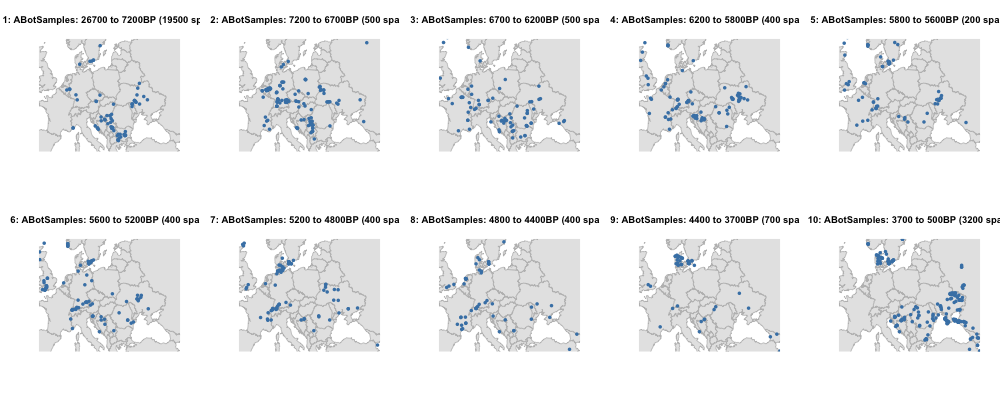 1: ABotSamples: 26700 to 7200BP (19500 sp
2: ABotSamples: 7200 to 6700BP (500 spa
3: ABotSamples: 6700 to 6200BP (500 spa
4: ABotSamples: 6200 to 5800BP (400 spa
5: ABotSamples: 5800 to 5600BP (200 spa
6: ABotSamples: 5600 to 5200BP (400 spa
7: ABotSamples: 5200 to 4800BP (400 spa
8: ABotSamples: 4800 to 4400BP (400 spa
9: ABotSamples: 4400 to 3700BP (700 spa
10: ABotSamples: 3700 to 500BP (3200 spa